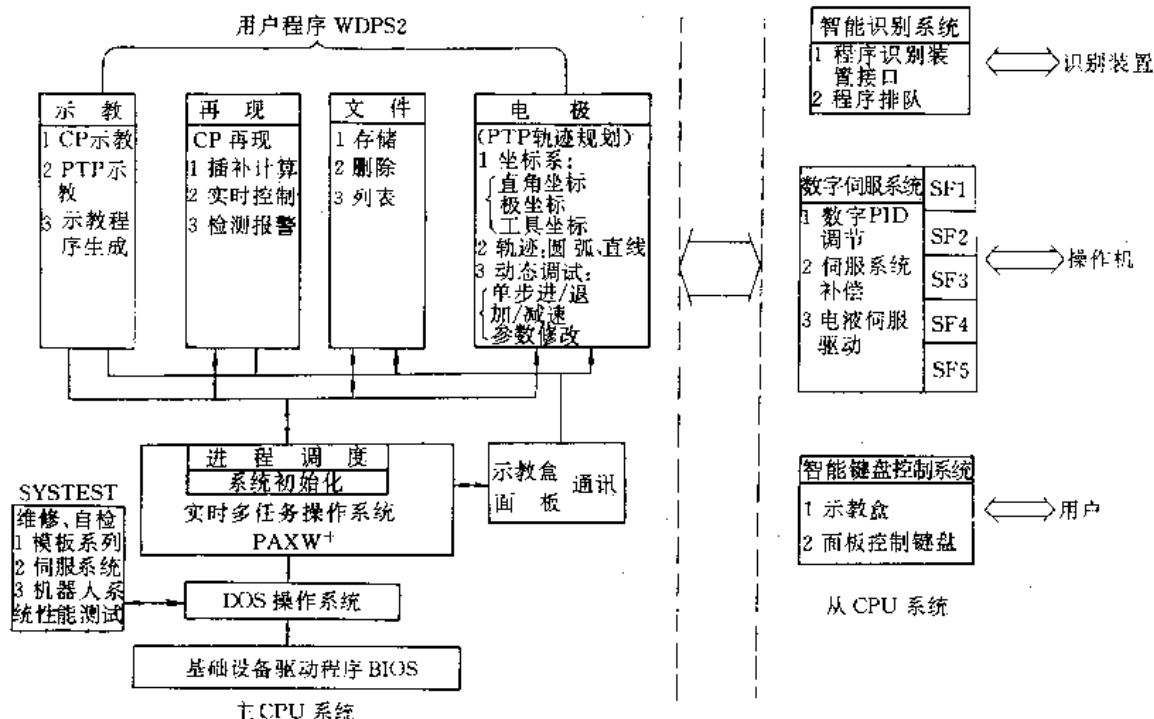 用户程序 WDPS2
示 教
1 CP示教
2 PTP示
教
3 示教程
序生成
再 现
CP 再现
1 插补计算
2 实时控制
3 检测报警
文 件
1 存储
2 删除
3 列表
电 极
(PTP轨迹规划)
1 坐标系:
直角坐标
极坐标
工具坐标
2 轨迹:圆弧、直线
3 动态调试:
单步进/退
加/减速
参数修改
进 程 调 度
系统初始化
实时多任务操作系统
PAXW+
示教盒
面 板
通讯
SYSTEST
维修、自检
1 模板系列
2 伺服系统
3 机器人系
统性能测试
DOS 操作系统
基础设备驱动程序 BIOS
主 CPU 系统
智能识别系统
1 程序识别装
置接口
2 程序排队
识别装置
数字伺服系统
1 数字PID
调节
2 伺服系统
补偿
3 电液伺服
驱动
SF1
SF2
SF3
SF4
SF5
操作机
智能键盘控制系统
1 示教盒
2 面板控制键盘
用户
从 CPU 系统